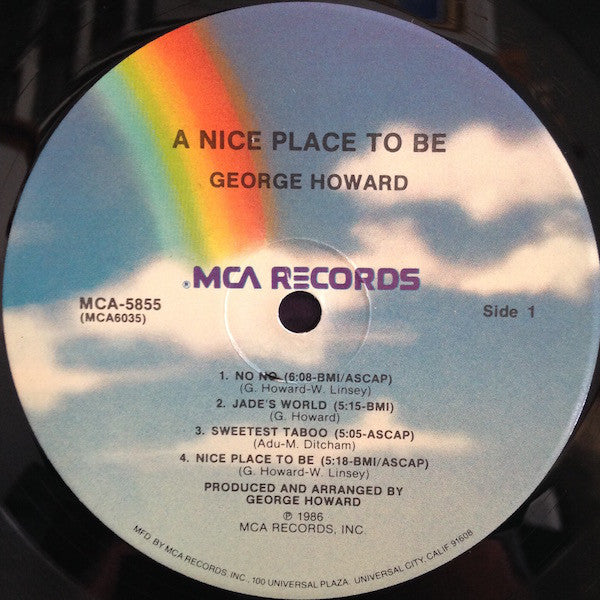 A NICE PLACE TO BE
GEORGE HOWARD
®MCA RECORDS
MCA-5855
(MCA6035)
Side 1
1. NO NO (6:08-BMI/ASCAP)
(G. Howard-W. Linsey)
2. JADE'S WORLD (5:15-BMI)
(G. Howard)
3. SWEETEST TABOO (5:05-ASCAP)
(Adu-M. Ditcham)
4. NICE PLACE TO BE (5:18-BMI/ASCAP)
(G. Howard-W. Linsey)
PRODUCED AND ARRANGED BY
GEORGE HOWARD
℗ 1986
MCA RECORDS, INC.
MFD. BY MCA RECORDS, INC., 100 UNIVERSAL PLAZA, UNIVERSAL CITY, CALIF. 91608